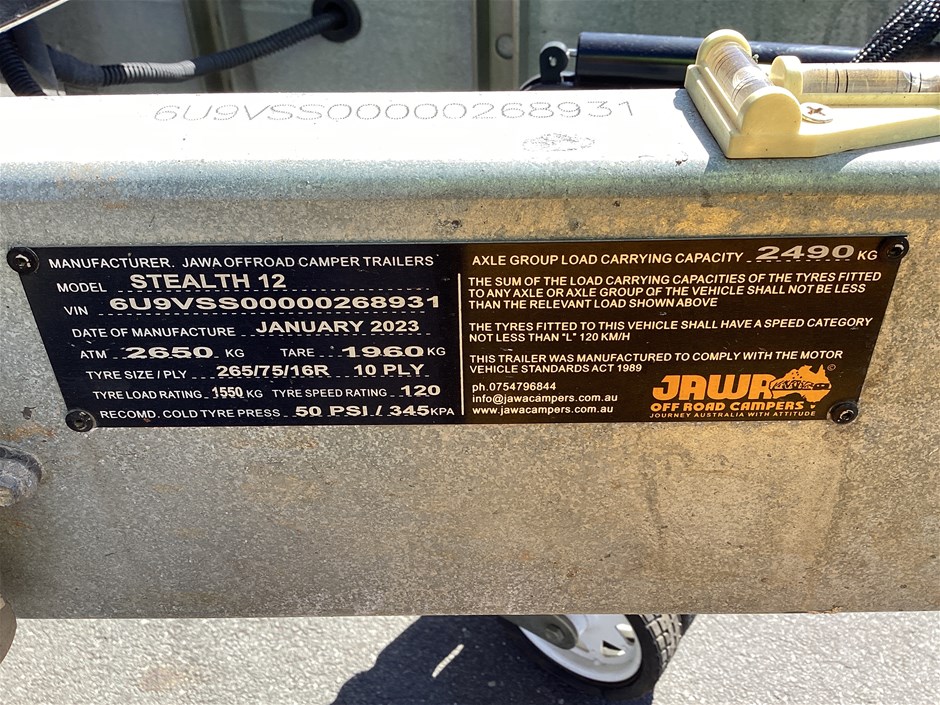 6U9VSS00000268931
MANUFACTURER. JAWA OFFROAD CAMPER TRAILERS
MODEL STEALTH 12
VIN 6U9VSS00000268931
DATE OF MANUFACTURE JANUARY 2023
ATM 2650 KG TARE 1960 KG
TYRE SIZE / PLY 265/75/16R 10 PLY
TYRE LOAD RATING 1550 KG TYRE SPEED RATING 120
RECOMD. COLD TYRE PRESS 50 PSI / 345 KPA
AXLE GROUP LOAD CARRYING CAPACITY 2490 KG
THE SUM OF THE LOAD CARRYING CAPACITIES OF THE TYRES FITTED
TO ANY AXLE OR AXLE GROUP OF THE VEHICLE SHALL NOT BE LESS
THAN THE RELEVANT LOAD SHOWN ABOVE
THE TYRES FITTED TO THIS VEHICLE SHALL HAVE A SPEED CATEGORY
NOT LESS THAN "L" 120 KM/H
THIS TRAILER WAS MANUFACTURED TO COMPLY WITH THE MOTOR
VEHICLE STANDARDS ACT 1989
ph.0754796844
info@jawacampers.com.au
www.jawacampers.com.au
JAWA ©
OFF ROAD CAMPERS
JOURNEY AUSTRALIA WITH ATTITUDE